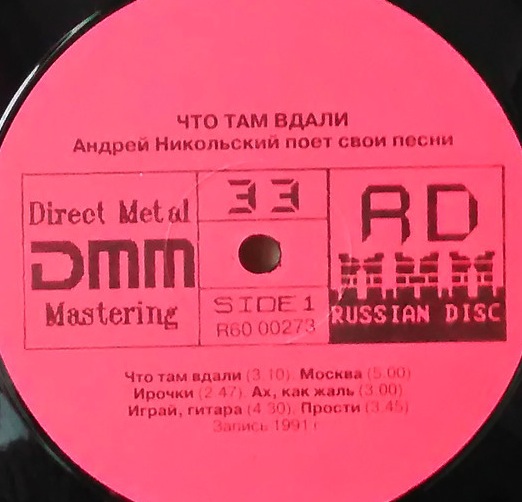 ЧТО ТАМ ВДАЛИ
Андрей Никольский поет свои песни
Direct Metal
DMM
Mastering
33
SIDE 1
R60 00273
RD
RUSSIAN DISC
Что там вдали (3.10). Москва (5.00)
Ирочки (2.47). Ах, как жаль (3.00)
Играй, гитара (4.30). Прости (3.45)
Запись 1991 г.